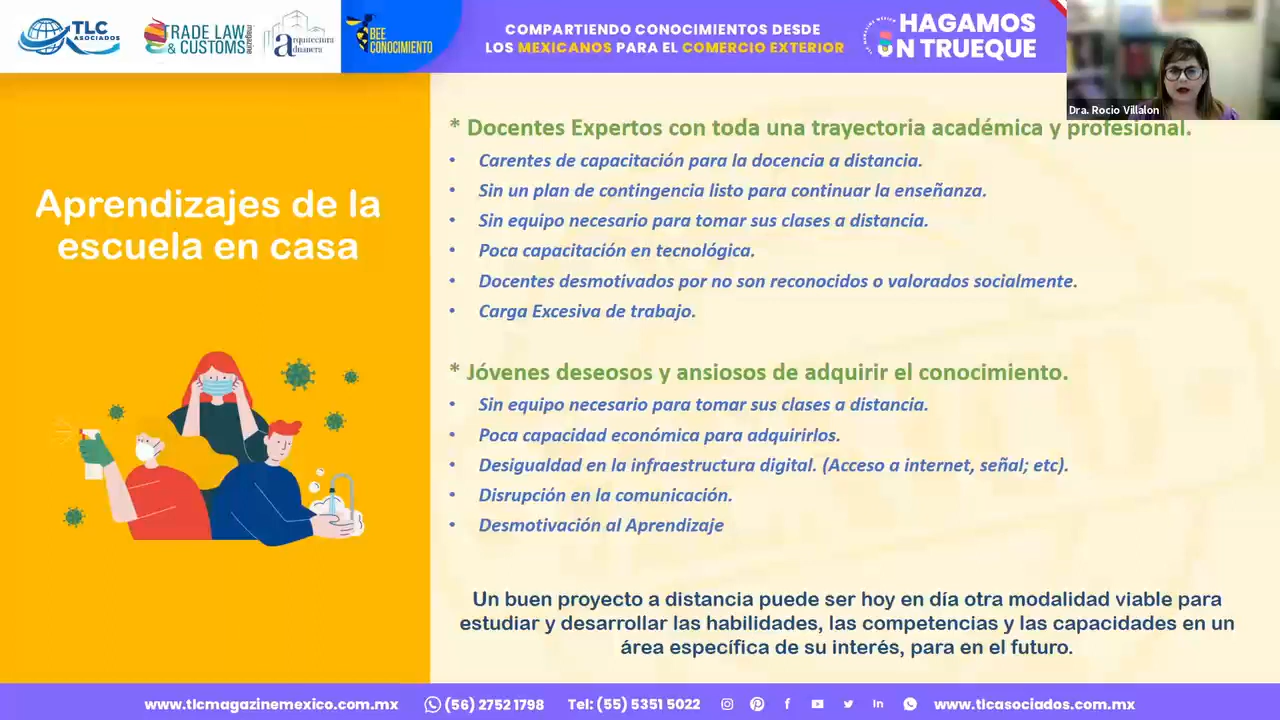 TLC
ASOCIADOS
TRADE LAW
& CUSTOMS
MAGAZINE
arquitectura
aduanera
BEE
CONOCIMIENTO
COMPARTIENDO CONOCIMIENTOS DESDE
LOS MEXICANOS PARA EL COMERCIO EXTERIOR
HAGAMOS
UN TRUEQUE
Dra. Rocio Villalon
Aprendizajes de la
escuela en casa
* Docentes Expertos con toda una trayectoria académica y profesional.
• Carentes de capacitación para la docencia a distancia.
• Sin un plan de contingencia listo para continuar la enseñanza.
• Sin equipo necesario para tomar sus clases a distancia.
• Poca capacitación en tecnológica.
• Docentes desmotivados por no son reconocidos o valorados socialmente.
• Carga Excesiva de trabajo.
* Jóvenes deseosos y ansiosos de adquirir el conocimiento.
• Sin equipo necesario para tomar sus clases a distancia.
• Poca capacidad económica para adquirirlos.
• Desigualdad en la infraestructura digital. (Acceso a internet, señal; etc).
• Disrupción en la comunicación.
• Desmotivación al Aprendizaje
Un buen proyecto a distancia puede ser hoy en día otra modalidad viable para
estudiar y desarrollar las habilidades, las competencias y las capacidades en un
área específica de su interés, para en el futuro.
www.tlcmagazinemexico.com.mx (56) 2752 1798 Tel: (55) 5351 5022 www.tlcasociados.com.mx